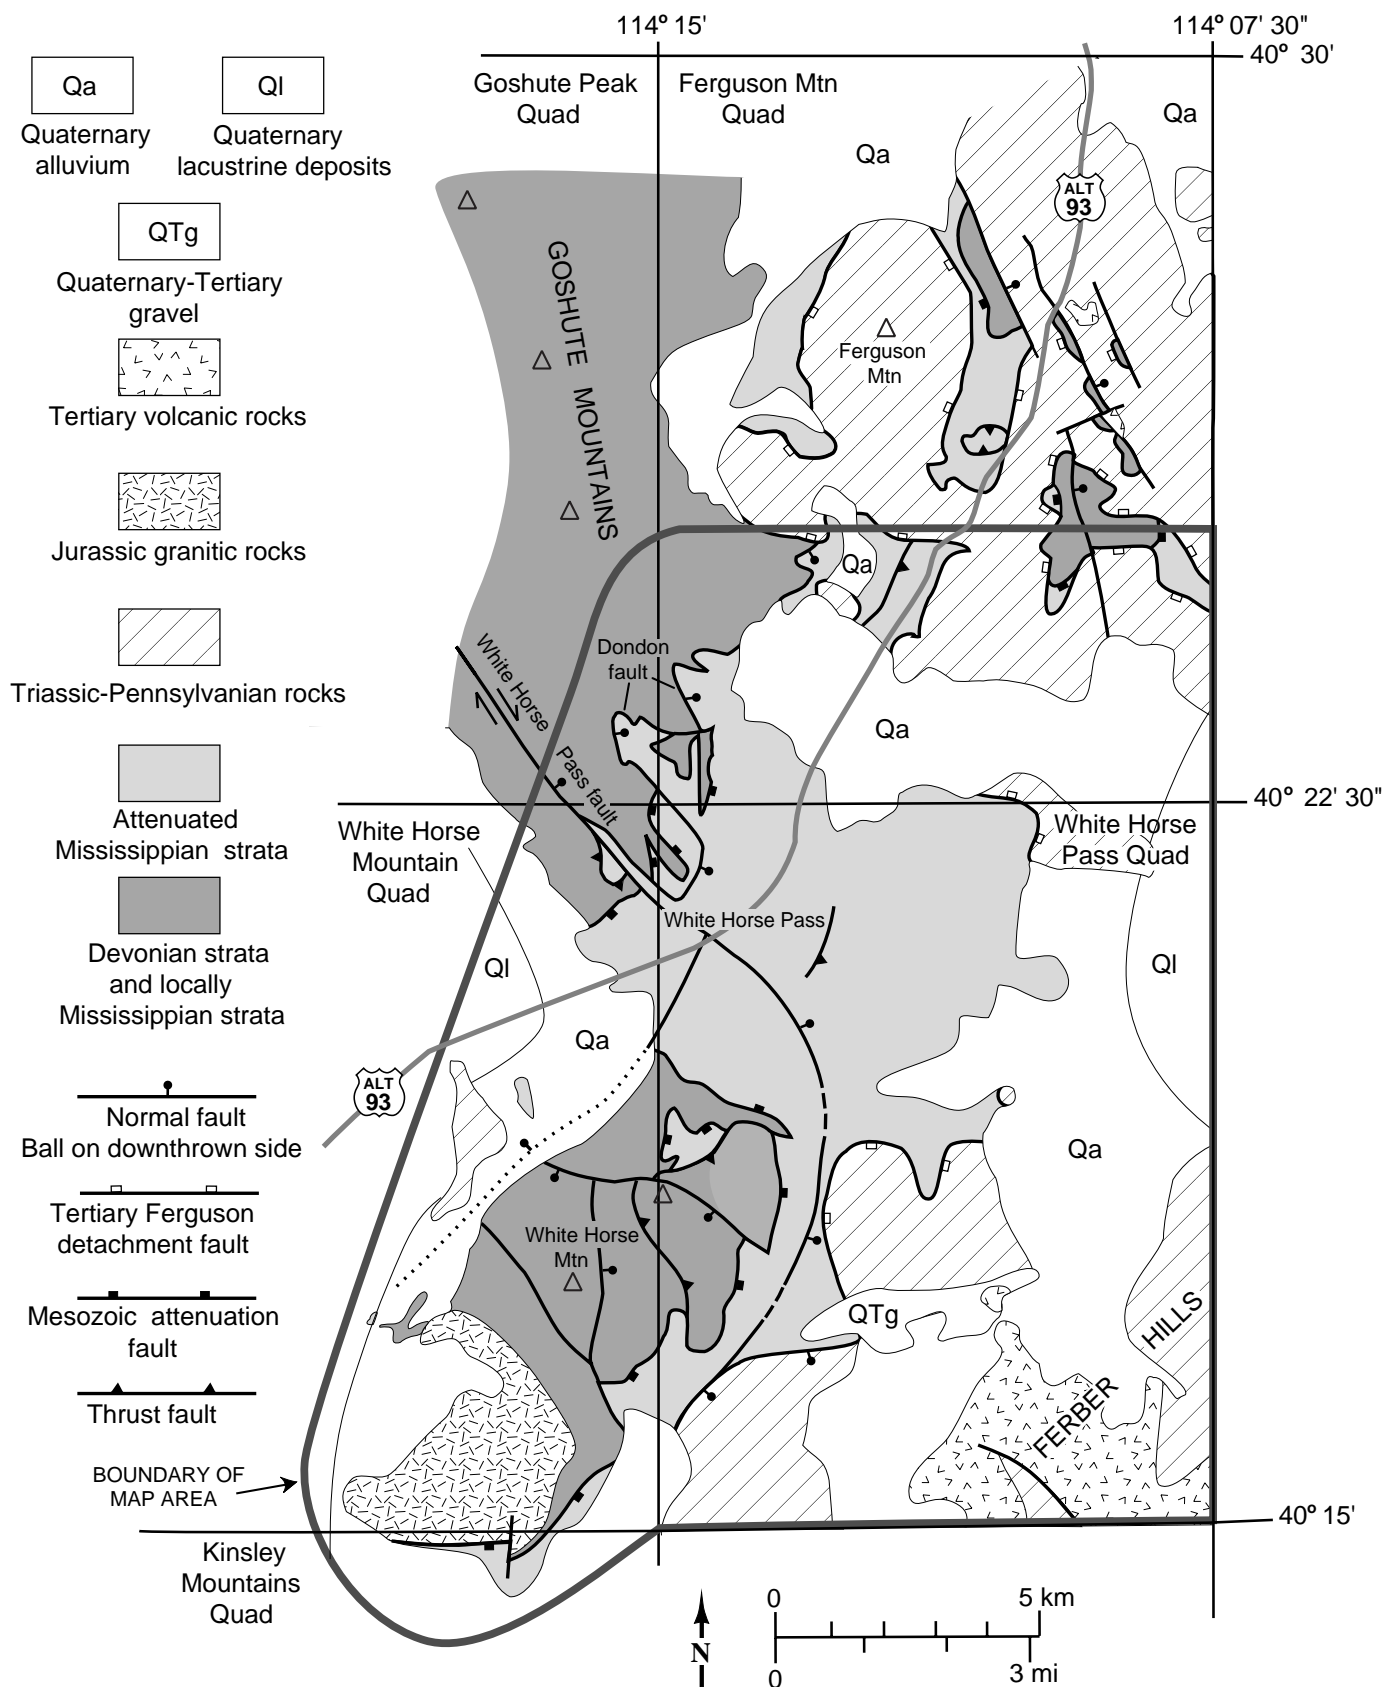 114° 15'
114° 07' 30"
40° 30'
Goshute Peak
Quad
Ferguson Mtn
Quad
Qa
Quaternary
alluvium
Ql
Quaternary
lacustrine deposits
QTg
Quaternary-Tertiary
gravel
Tertiary volcanic rocks
Jurassic granitic rocks
Triassic-Pennsylvanian rocks
Attenuated
Mississippian strata
Devonian strata
and locally
Mississippian strata
Normal fault
Ball on downthrown side
Tertiary Ferguson
detachment fault
Mesozoic attenuation
fault
Thrust fault
BOUNDARY OF
MAP AREA
Qa
Qa
ALT
93
GOSHUTE MOUNTAINS
Ferguson
Mtn
Qa
White Horse
Pass fault
Dondon
fault
Qa
40° 22' 30"
White Horse
Mountain
Quad
White Horse
Pass Quad
White Horse Pass
Ql
Ql
Qa
ALT
93
Qa
White Horse
Mtn
QTg
FERBER
HILLS
40° 15'
Kinsley
Mountains
Quad
N
0
5 km
0
3 mi